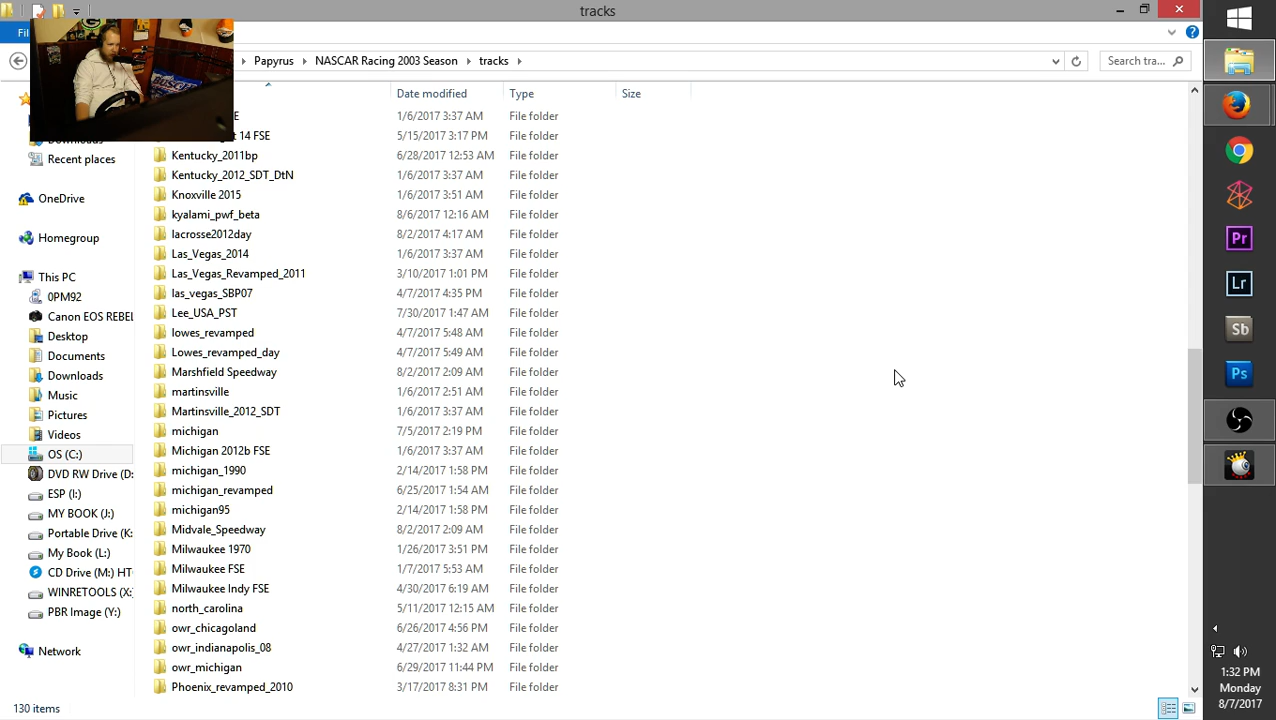 tracks
Fil
Papyrus NASCAR Racing 2003 Season tracks
Search tra...
Date modified Type Size
E 1/6/2017 3:37 AM File folder
14 FSE 5/15/2017 3:17 PM File folder
Kentucky_2011bp 6/28/2017 12:53 AM File folder
Kentucky_2012_SDT_DtN 1/6/2017 3:37 AM File folder
Knoxville 2015 1/6/2017 3:51 AM File folder
kyalami_pwf_beta 8/6/2017 12:16 AM File folder
lacrosse2012day 8/2/2017 4:17 AM File folder
Las_Vegas_2014 1/6/2017 3:37 AM File folder
Las_Vegas_Revamped_2011 3/10/2017 1:01 PM File folder
las_vegas_SBP07 4/7/2017 4:35 PM File folder
Lee_USA_PST 7/30/2017 1:47 AM File folder
lowes_revamped 4/7/2017 5:48 AM File folder
Lowes_revamped_day 4/7/2017 5:49 AM File folder
Marshfield Speedway 8/2/2017 2:09 AM File folder
martinsville 1/6/2017 2:51 AM File folder
Martinsville_2012_SDT 1/6/2017 3:37 AM File folder
michigan 7/5/2017 2:19 PM File folder
Michigan 2012b FSE 1/6/2017 3:37 AM File folder
michigan_1990 2/14/2017 1:58 PM File folder
michigan_revamped 6/25/2017 1:54 AM File folder
michigan95 2/14/2017 1:58 PM File folder
Midvale_Speedway 8/2/2017 2:09 AM File folder
Milwaukee 1970 1/26/2017 3:51 PM File folder
Milwaukee FSE 1/7/2017 5:53 AM File folder
Milwaukee Indy FSE 4/30/2017 6:19 AM File folder
north_carolina 5/11/2017 12:15 AM File folder
owr_chicagoland 6/26/2017 4:56 PM File folder
owr_indianapolis_08 4/27/2017 1:32 AM File folder
owr_michigan 6/29/2017 11:44 PM File folder
Phoenix_revamped_2010 3/17/2017 8:31 PM File folder
Downloads
Recent places
OneDrive
Homegroup
This PC
0PM92
Canon EOS REBEL
Desktop
Documents
Downloads
Music
Pictures
Videos
OS (C:)
DVD RW Drive (D:
ESP (I:)
MY BOOK (J:)
Portable Drive (K:
My Book (L:)
CD Drive (M:) HT
WINRETOOLS (X:
PBR Image (Y:)
Network
130 items
Pr
Lr
Sb
Ps
1:32 PM
Monday
8/7/2017